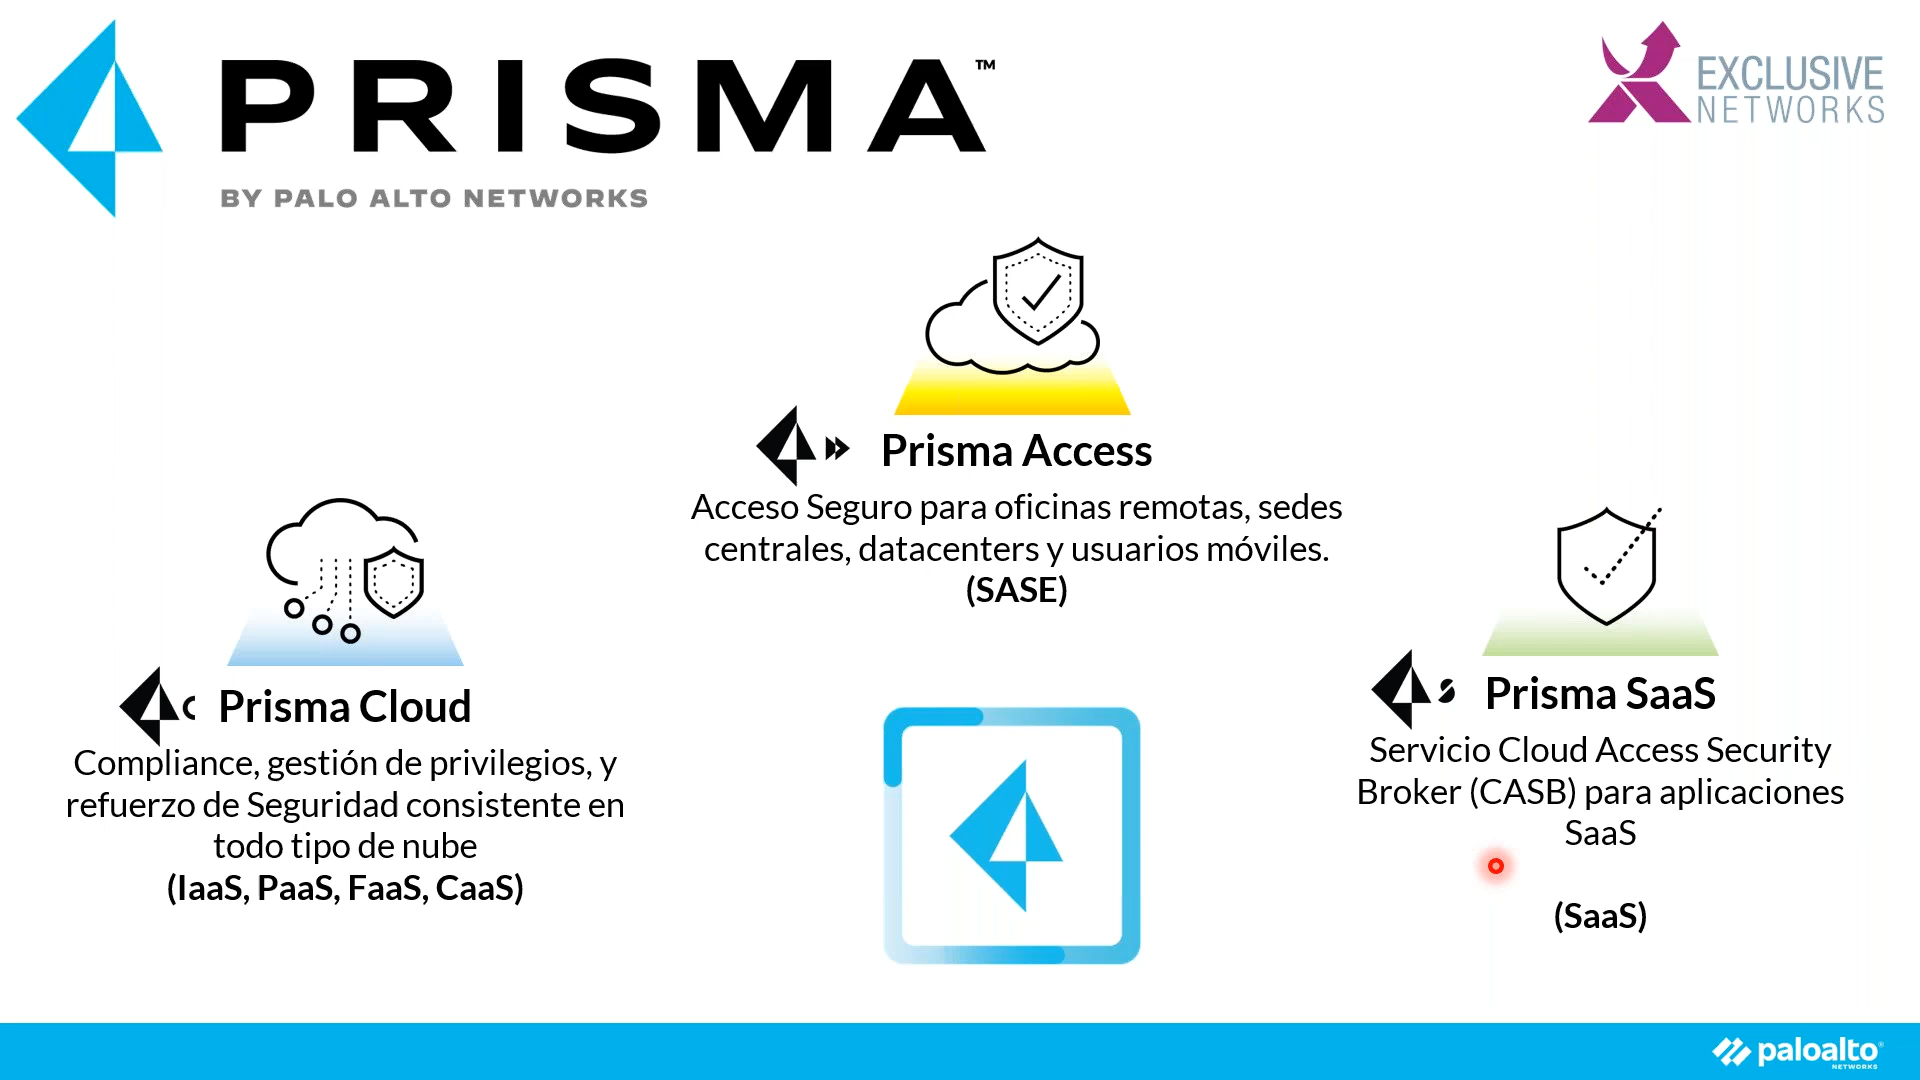 PRISMA™
BY PALO ALTO NETWORKS
EXCLUSIVE
NETWORKS
Prisma Access
Acceso Seguro para oficinas remotas, sedes
centrales, datacenters y usuarios móviles.
(SASE)
Prisma Cloud
Compliance, gestión de privilegios, y
refuerzo de Seguridad consistente en
todo tipo de nube
(IaaS, PaaS, FaaS, CaaS)
Prisma SaaS
Servicio Cloud Access Security
Broker (CASB) para aplicaciones
SaaS
(SaaS)
paloalto®
NETWORKS